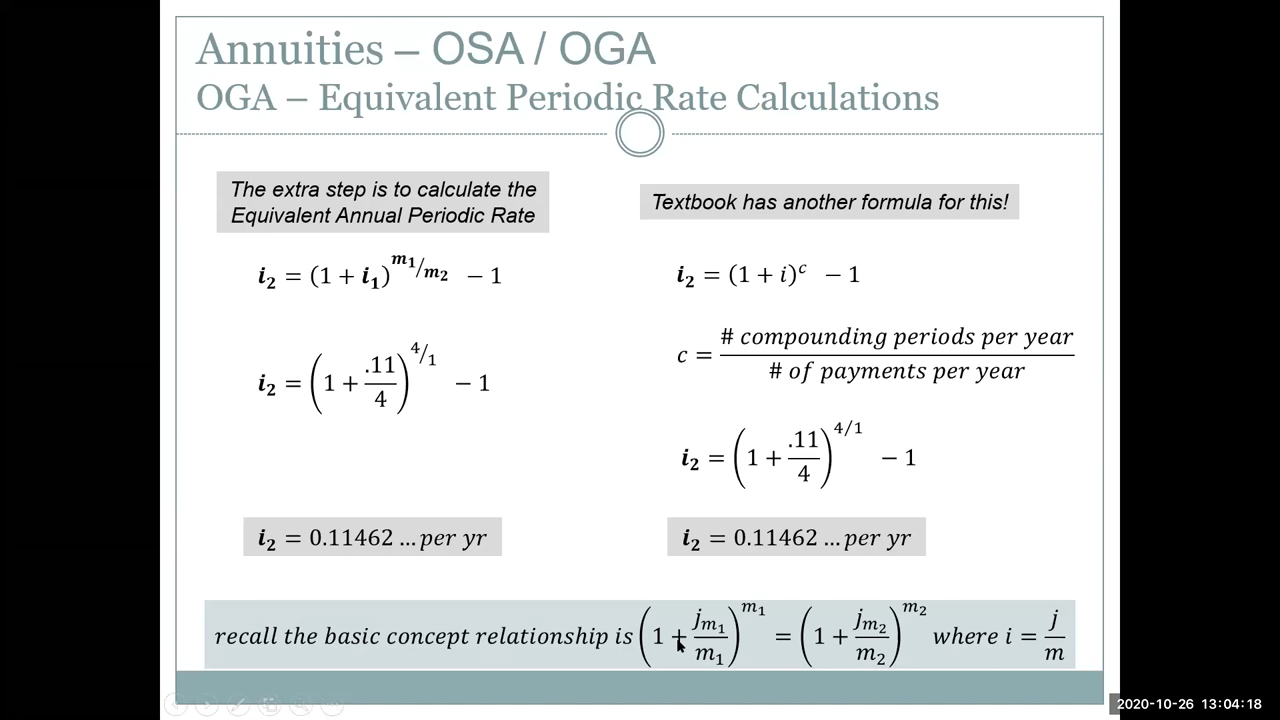 Annuities – OSA / OGA
OGA – Equivalent Periodic Rate Calculations
The extra step is to calculate the
Equivalent Annual Periodic Rate
i₂ = (1 + i₁)^(m₁/m₂) − 1
i₂ = (1 + .11/4)^(4/1) − 1
i₂ = 0.11462 … per yr
Textbook has another formula for this!
i₂ = (1 + i)^c − 1
c = # compounding periods per year / # of payments per year
i₂ = (1 + .11/4)^(4/1) − 1
i₂ = 0.11462 … per yr
recall the basic concept relationship is (1 + j_m₁/m₁)^m₁ = (1 + j_m₂/m₂)^m₂ where i = j/m
2020-10-26 13:04:18